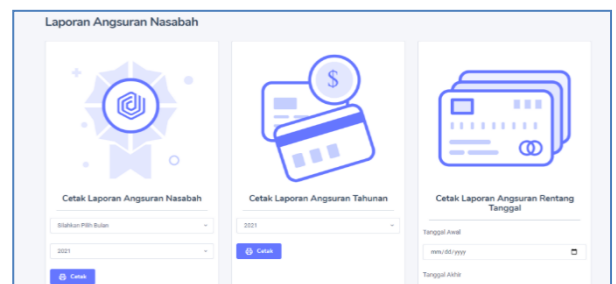 Laporan Angsuran Nasabah
$
Cetak Laporan Angsuran Nasabah
Silahkan Pilih Bulan
2021
Cetak
Cetak Laporan Angsuran Tahunan
2021
Cetak
Cetak Laporan Angsuran Rentang
Tanggal
Tanggal Awal
mm/dd/yyyy
Tanggal Akhir